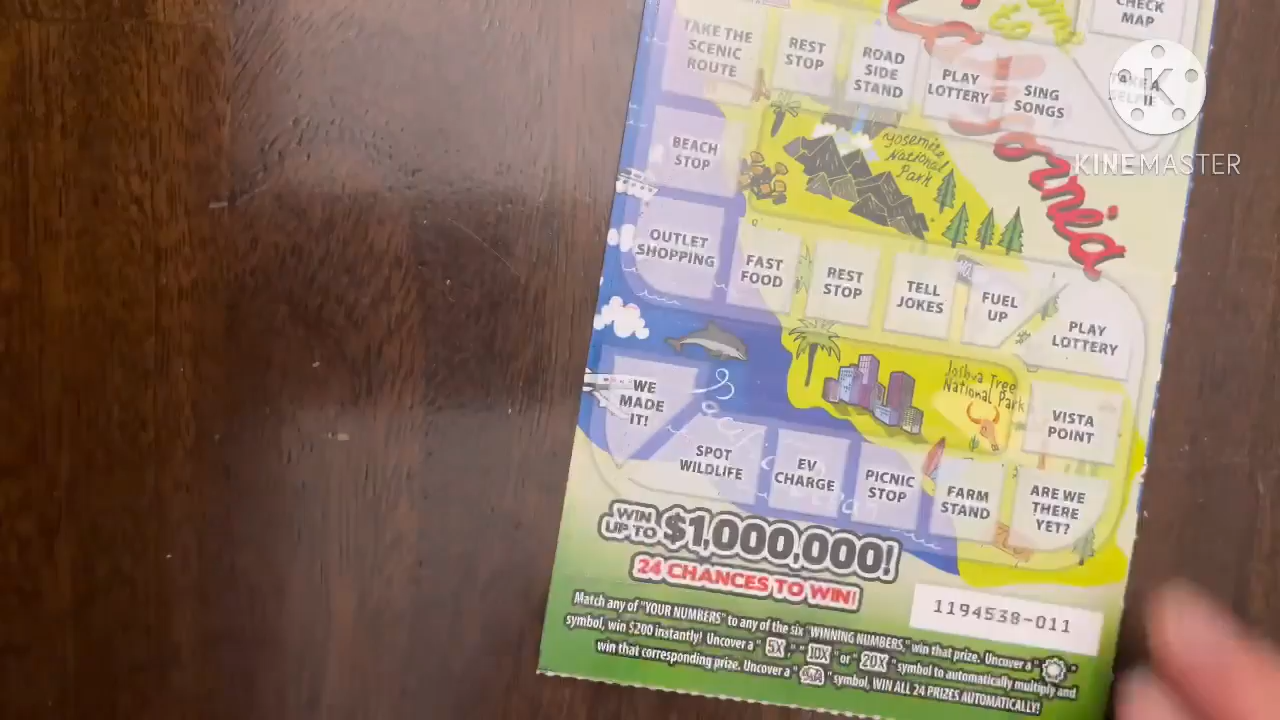 CHECK
MAP
TAKE THE
SCENIC
ROUTE
REST
STOP
ROAD
SIDE
STAND
PLAY
LOTTERY
SING
SONGS
TAKE A
SELFIE
K
KINEMASTER
California
BEACH
STOP
Yosemite
National
Park
OUTLET
SHOPPING
FAST
FOOD
REST
STOP
TELL
JOKES
FUEL
UP
PLAY
LOTTERY
Joshua Tree
National Park
WE
MADE
IT!
VISTA
POINT
SPOT
WILDLIFE
EV
CHARGE
PICNIC
STOP
FARM
STAND
ARE WE
THERE
YET?
WIN
UP TO $1,000,000!
24 CHANCES TO WIN!
1194538-011
Match any of "YOUR NUMBERS" to any of the six "WINNING NUMBERS," win that prize. Uncover a " "
symbol, win $200 instantly! Uncover a "5X," "10X" or "20X" symbol to automatically multiply and
win that corresponding prize. Uncover a " " symbol, WIN ALL 24 PRIZES AUTOMATICALLY!